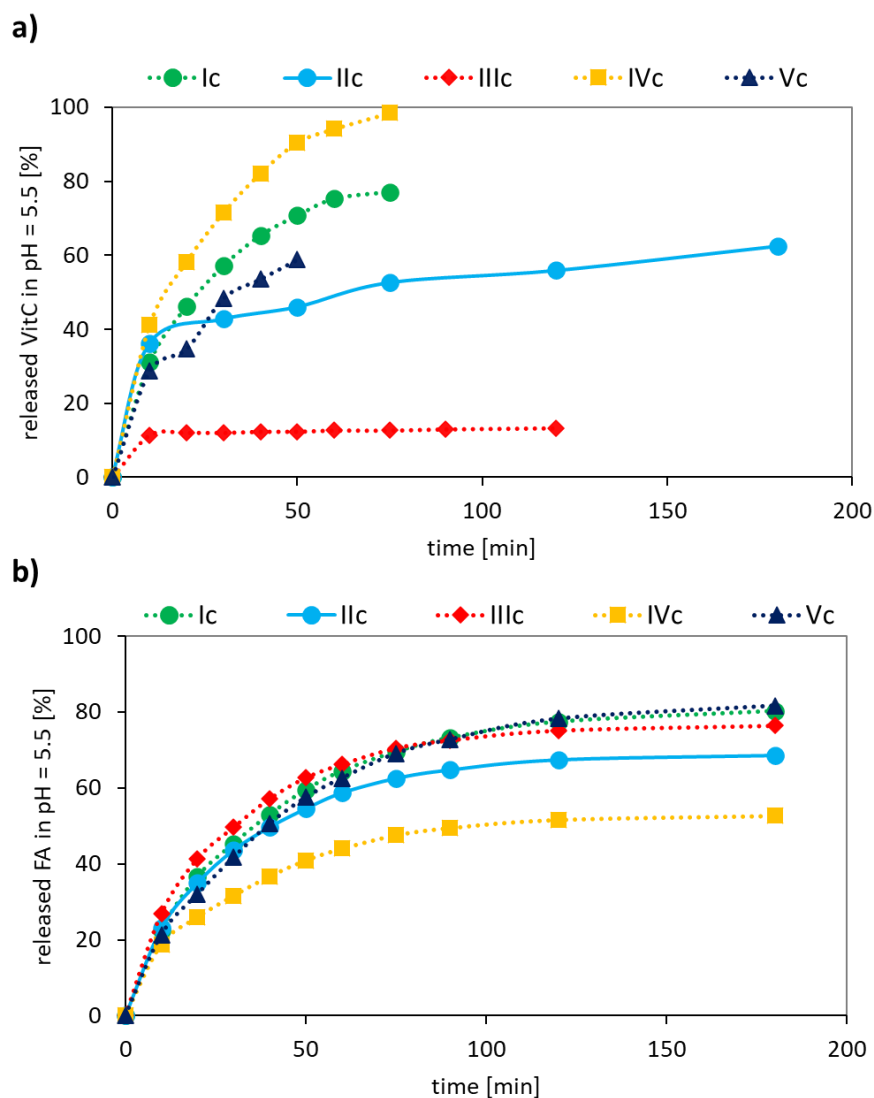 a)
Ic IIc IIIc IVc Vc
100
80
60
40
20
0
released VitC in pH = 5.5 [%]
0 50 100 150 200
time [min]
b)
Ic IIc IIIc IVc Vc
100
80
60
40
20
0
released FA in pH = 5.5 [%]
0 50 100 150 200
time [min]